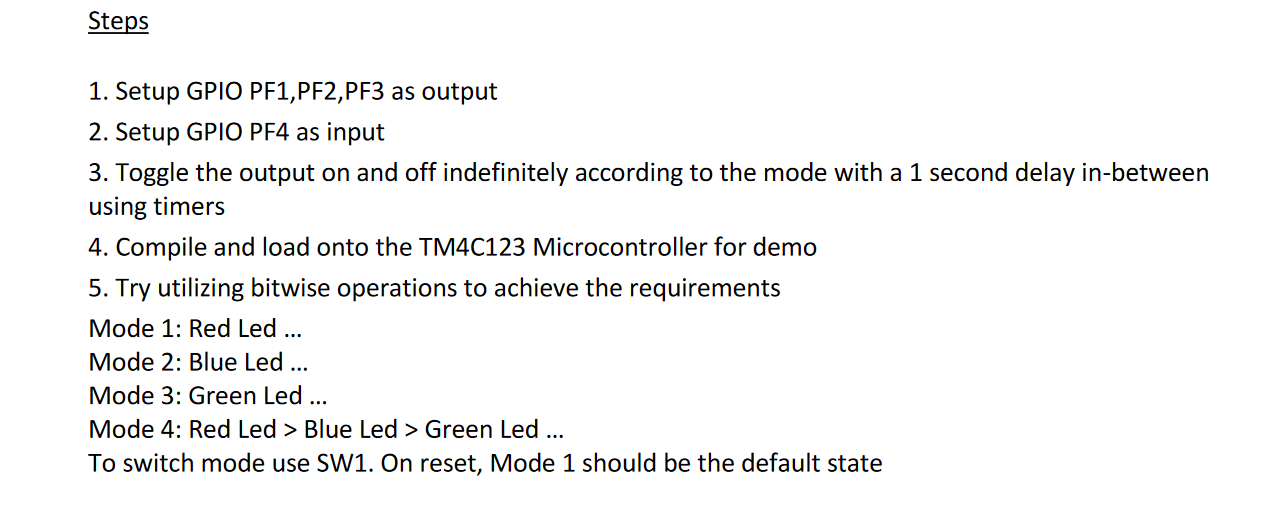 Steps
1. Setup GPIO PF1,PF2,PF3 as output
2. Setup GPIO PF4 as input
3. Toggle the output on and off indefinitely according to the mode with a 1 second delay in-between
using timers
4. Compile and load onto the TM4C123 Microcontroller for demo
5. Try utilizing bitwise operations to achieve the requirements
Mode 1: Red Led ...
Mode 2: Blue Led ...
Mode 3: Green Led ...
Mode 4: Red Led > Blue Led > Green Led ...
To switch mode use SW1. On reset, Mode 1 should be the default state